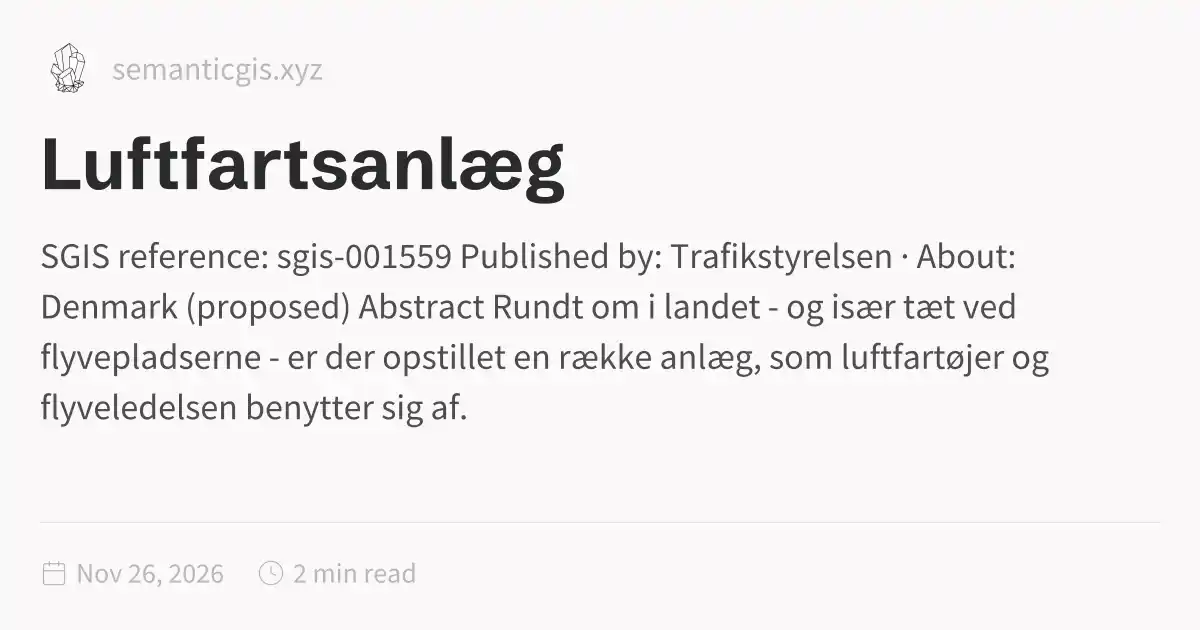 semanticgis.xyz
Luftfartsanlæg
SGIS reference: sgis-001559 Published by: Trafikstyrelsen · About:
Denmark (proposed) Abstract Rundt om i landet - og især tæt ved
flyvepladserne - er der opstillet en række anlæg, som luftfartøjer og
flyveledelsen benytter sig af.
Nov 26, 2026
2 min read